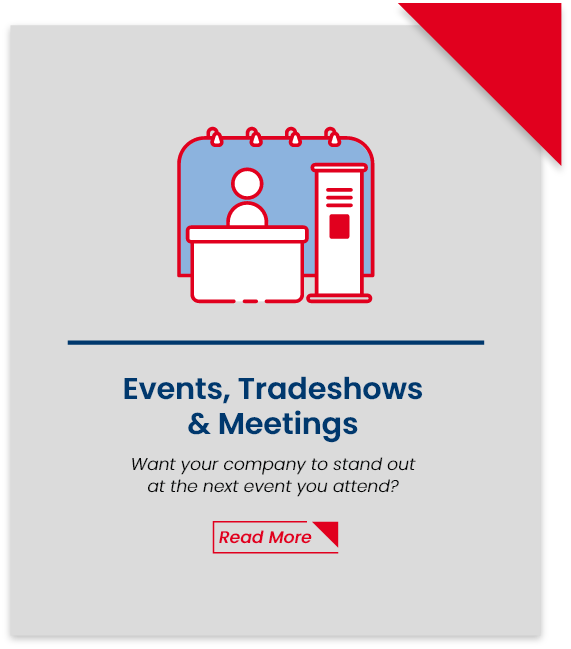 Events, Tradeshows
& Meetings
Want your company to stand out
at the next event you attend?
Read More